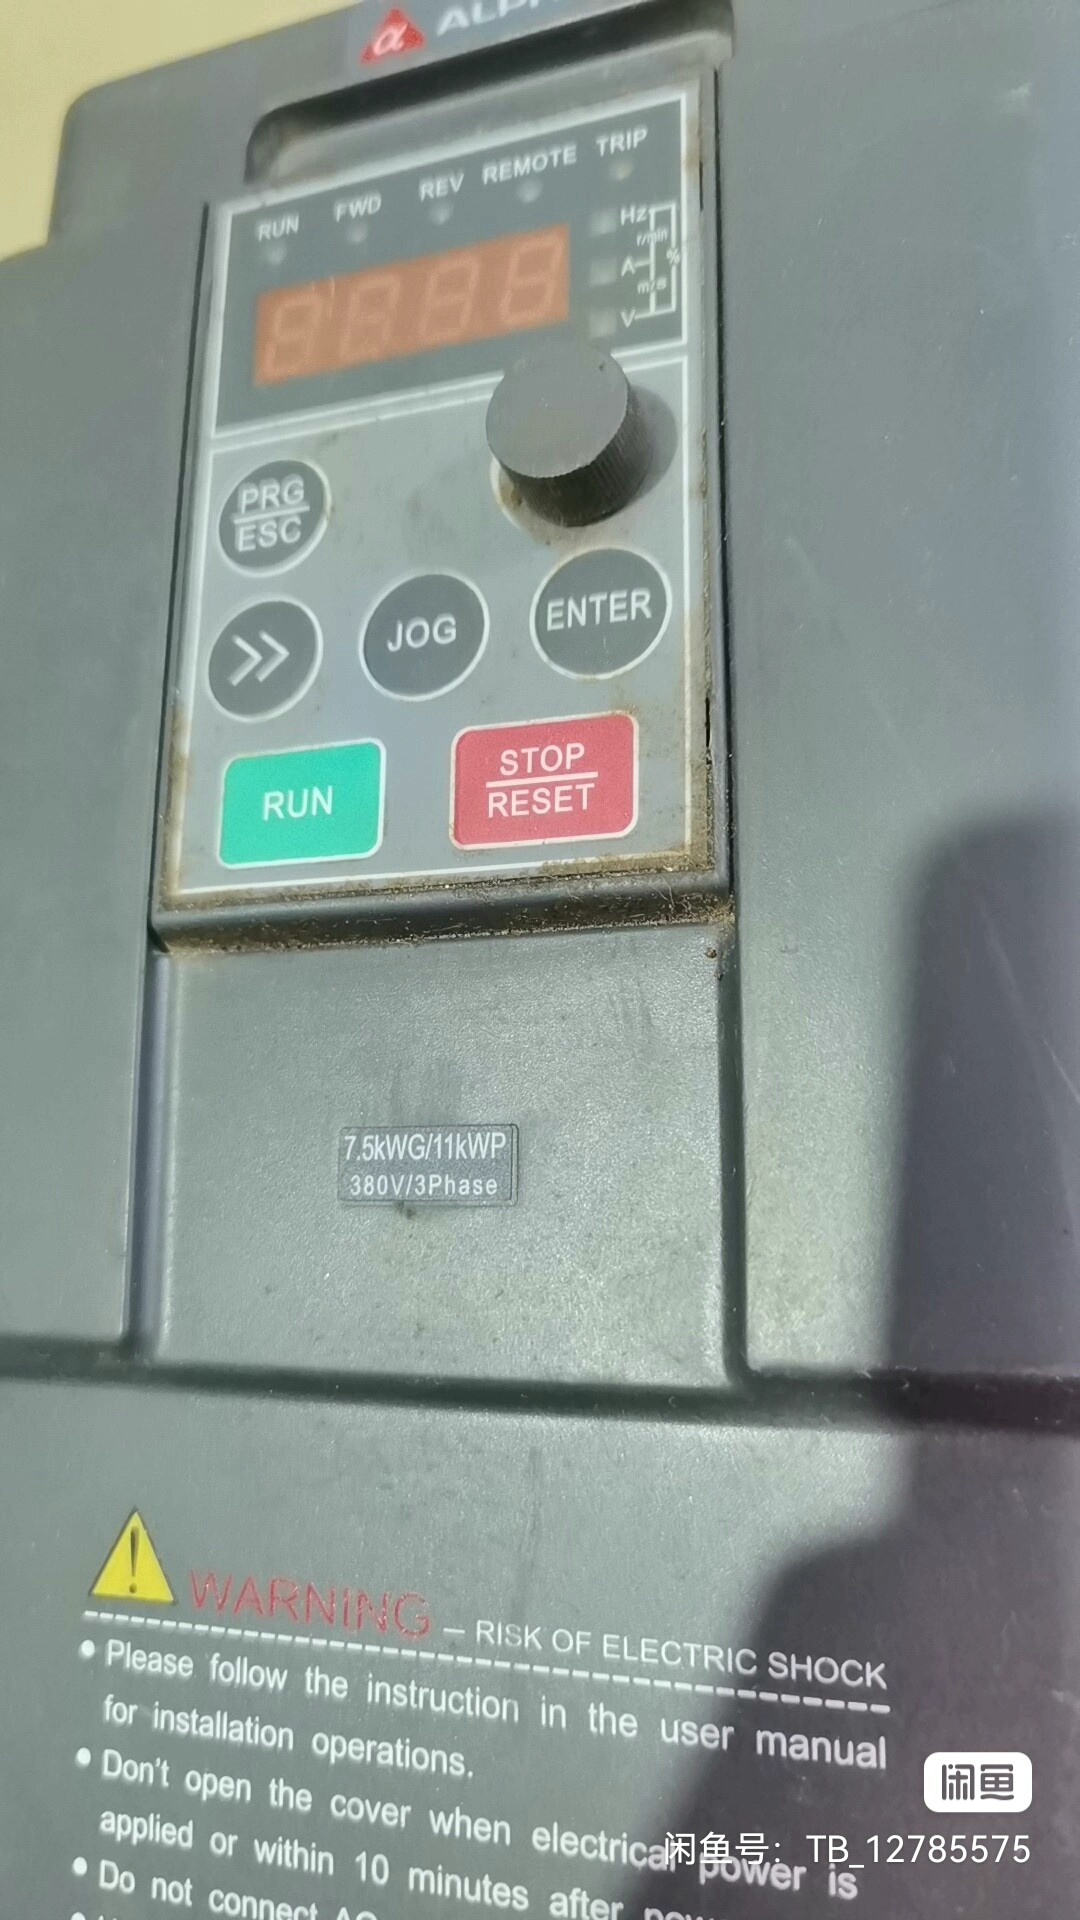 α
RUN FWD REV REMOTE TRIP
Hz
r/min
A %
m/s
V
PRG
ESC
JOG ENTER
RUN
STOP
RESET
7.5kWG/11kWP
380V/3Phase
WARNING – RISK OF ELECTRIC SHOCK
• Please follow the instruction in the user manual
for installation operations.
• Don't open the cover when electrical power is
applied or within 10 minutes after
• Do not connect
闲鱼
闲鱼号：TB_12785575